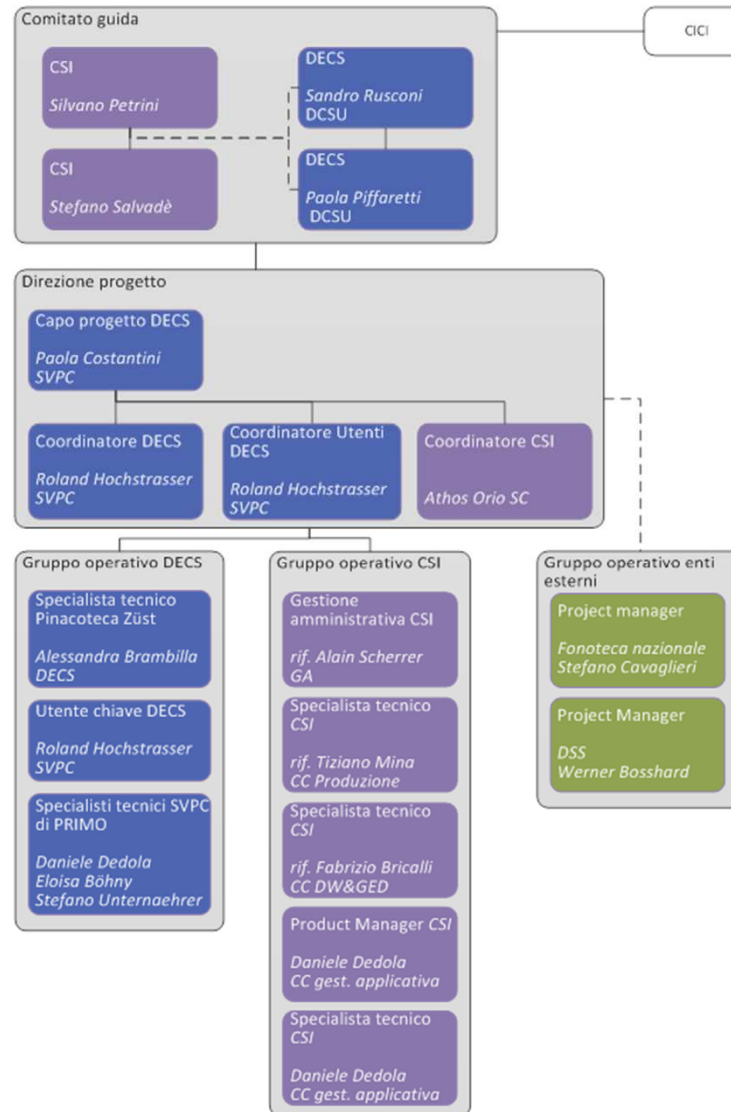 Comitato guida
CICI
CSI
Silvano Petrini
DECS
Sandro Rusconi
DCSU
CSI
Stefano Salvadè
DECS
Paola Piffaretti
DCSU
Direzione progetto
Capo progetto DECS
Paola Costantini
SVPC
Coordinatore DECS
Roland Hochstrasser
SVPC
Coordinatore Utenti
DECS
Roland Hochstrasser
SVPC
Coordinatore CSI
Athos Orio SC
Gruppo operativo DECS
Specialista tecnico
Pinacoteca Züst
Alessandra Brambilla
DECS
Utente chiave DECS
Roland Hochstrasser
SVPC
Specialisti tecnici SVPC
di PRIMO
Daniele Dedola
Eloisa Böhny
Stefano Unternaehrer
Gruppo operativo CSI
Gestione
amministrativa CSI
rif. Alain Scherrer
GA
Specialista tecnico
CSI
rif. Tiziano Mina
CC Produzione
Specialista tecnico
CSI
rif. Fabrizio Bricalli
CC DW&GED
Product Manager CSI
Daniele Dedola
CC gest. applicativa
Specialista tecnico
CSI
Daniele Dedola
CC gest. applicativa
Gruppo operativo enti
esterni
Project manager
Fonoteca nazionale
Stefano Cavaglieri
Project Manager
DSS
Werner Bosshard